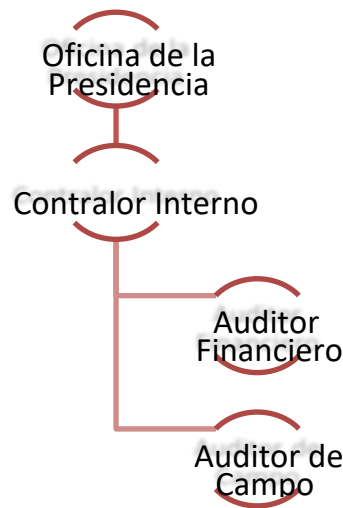 Oficina de la
Presidencia
Contralor Interno
Auditor
Financiero
Auditor de
Campo